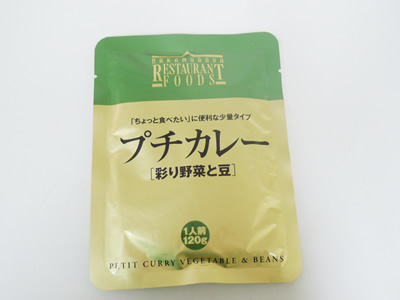 NAKAMURAYA
RESTAURANT
FOODS
「ちょっと食べたい」に便利な少量タイプ
プチカレー
[彩り野菜と豆]
1人前
120g
PETIT CURRY VEGETABLE & BEANS